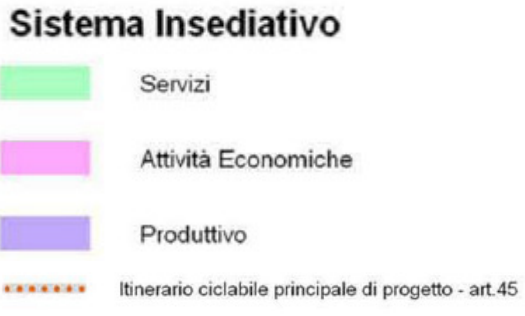 Sistema Insediativo
Servizi
Attività Economiche
Produttivo
Itinerario ciclabile principale di progetto - art.45